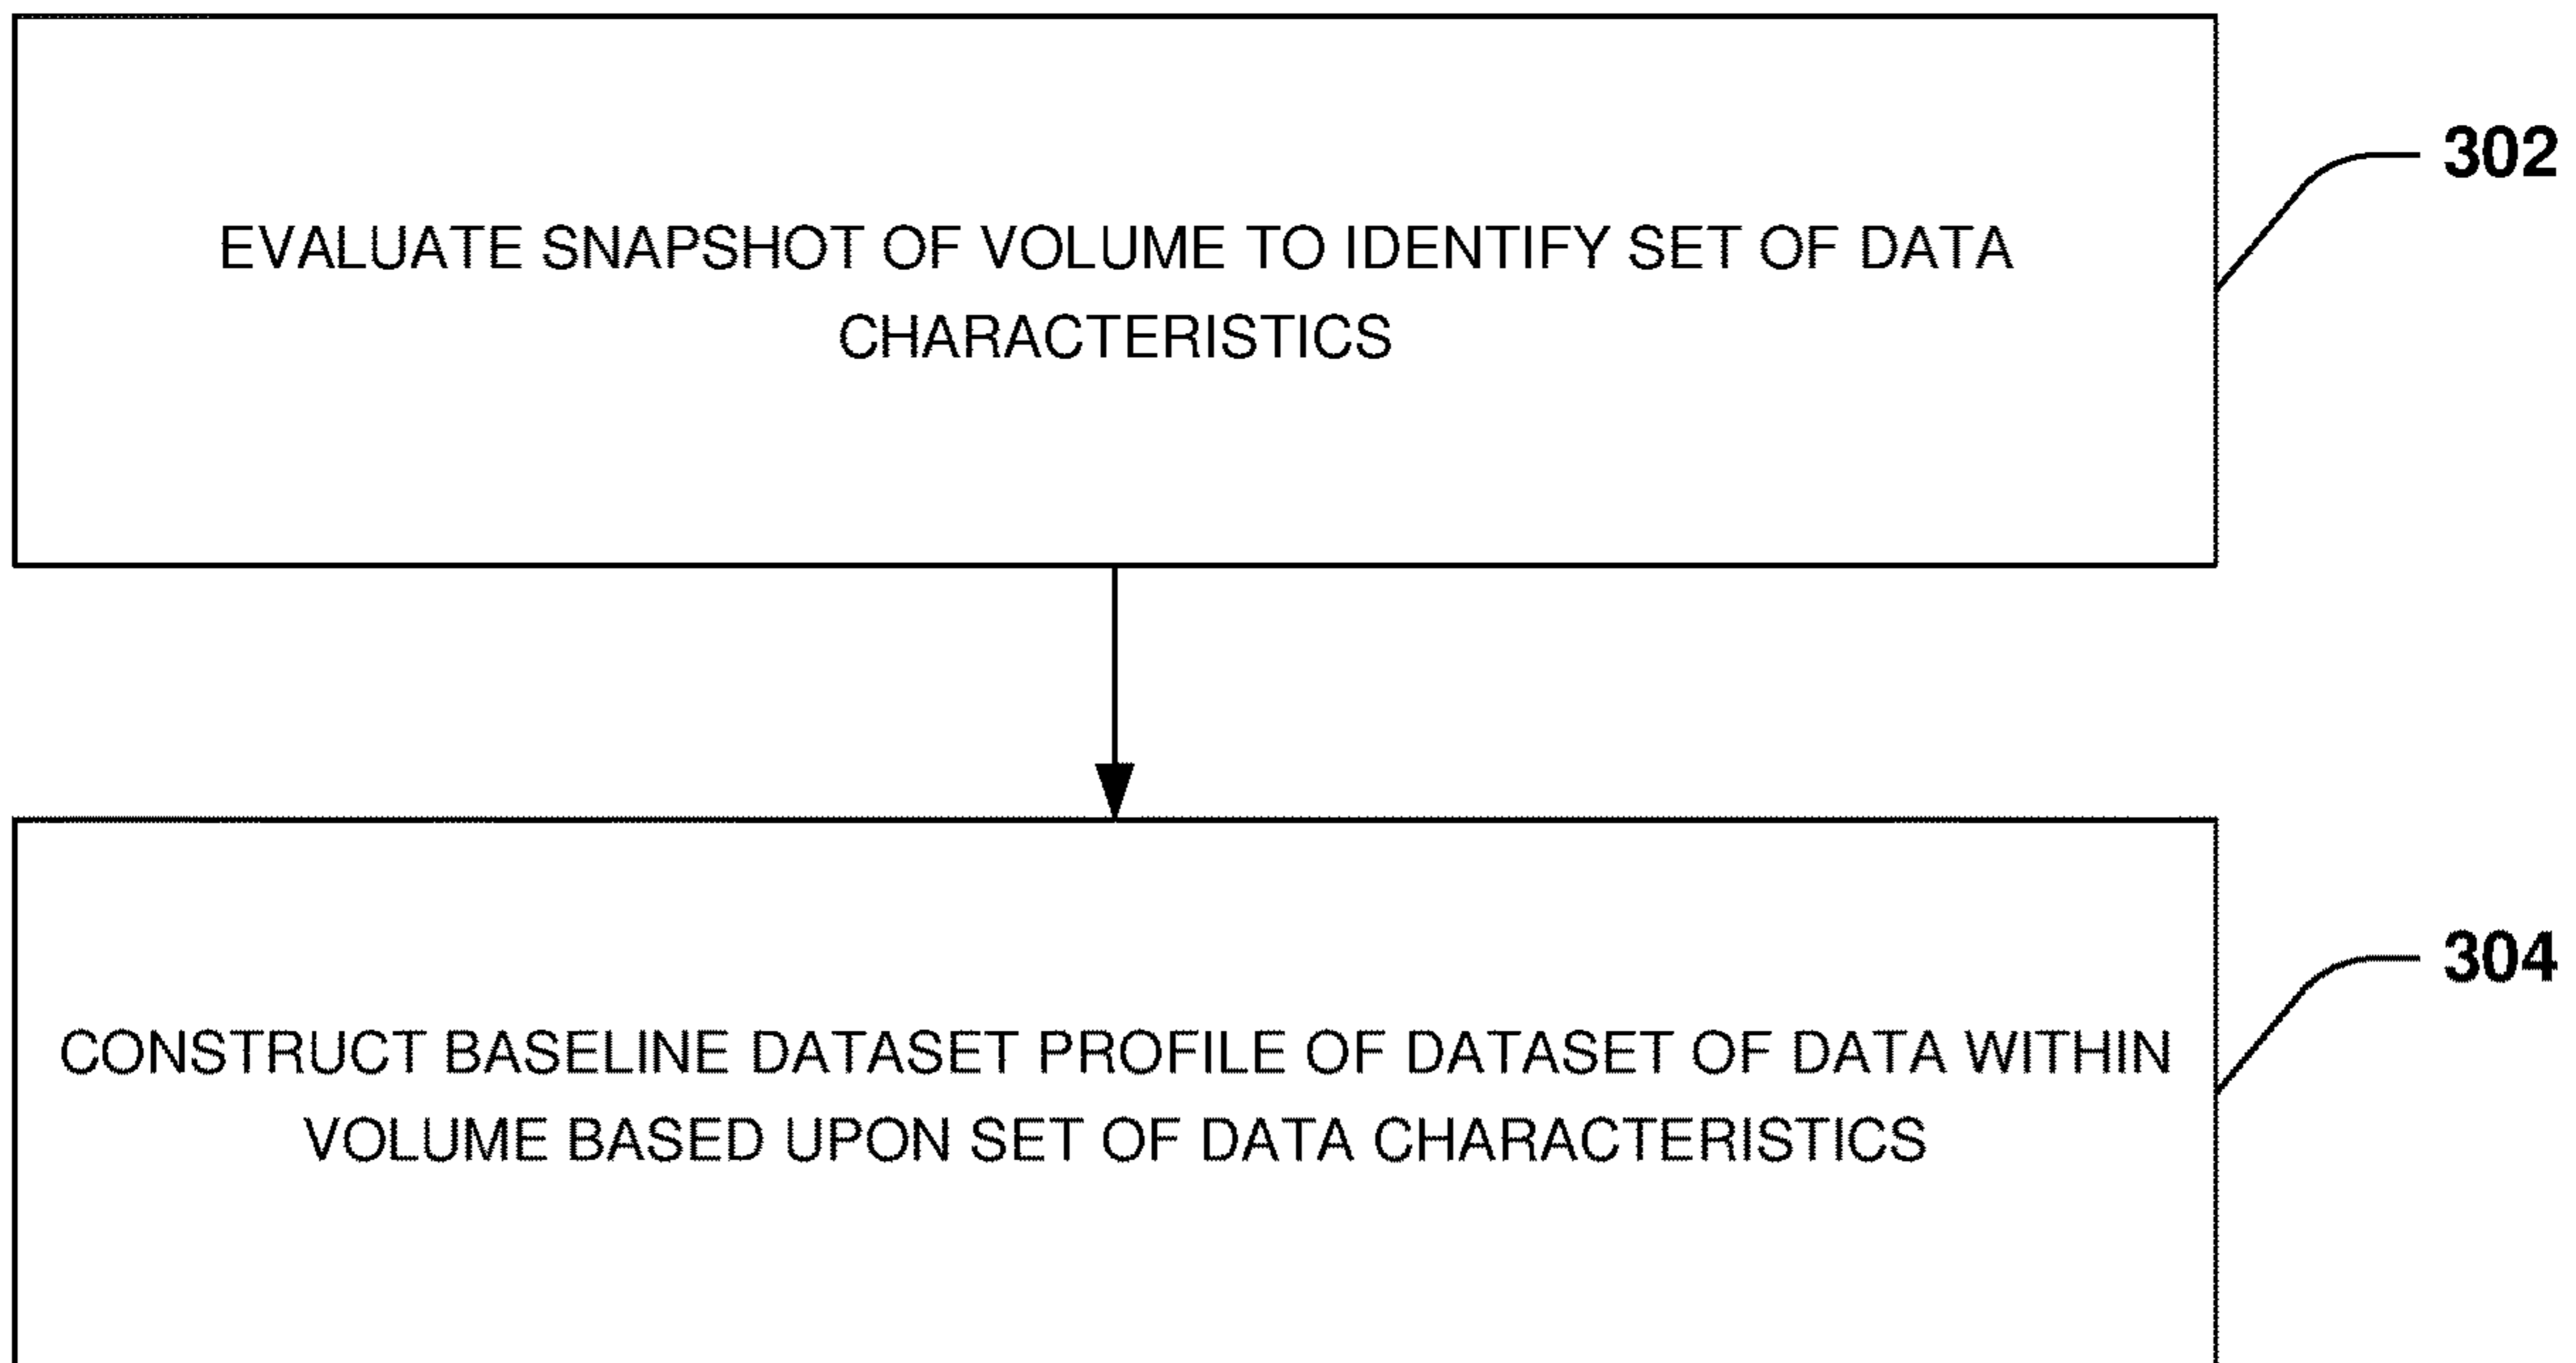 EVALUATE SNAPSHOT OF VOLUME TO IDENTIFY SET OF DATA
CHARACTERISTICS
302
CONSTRUCT BASELINE DATASET PROFILE OF DATASET OF DATA WITHIN
VOLUME BASED UPON SET OF DATA CHARACTERISTICS
304